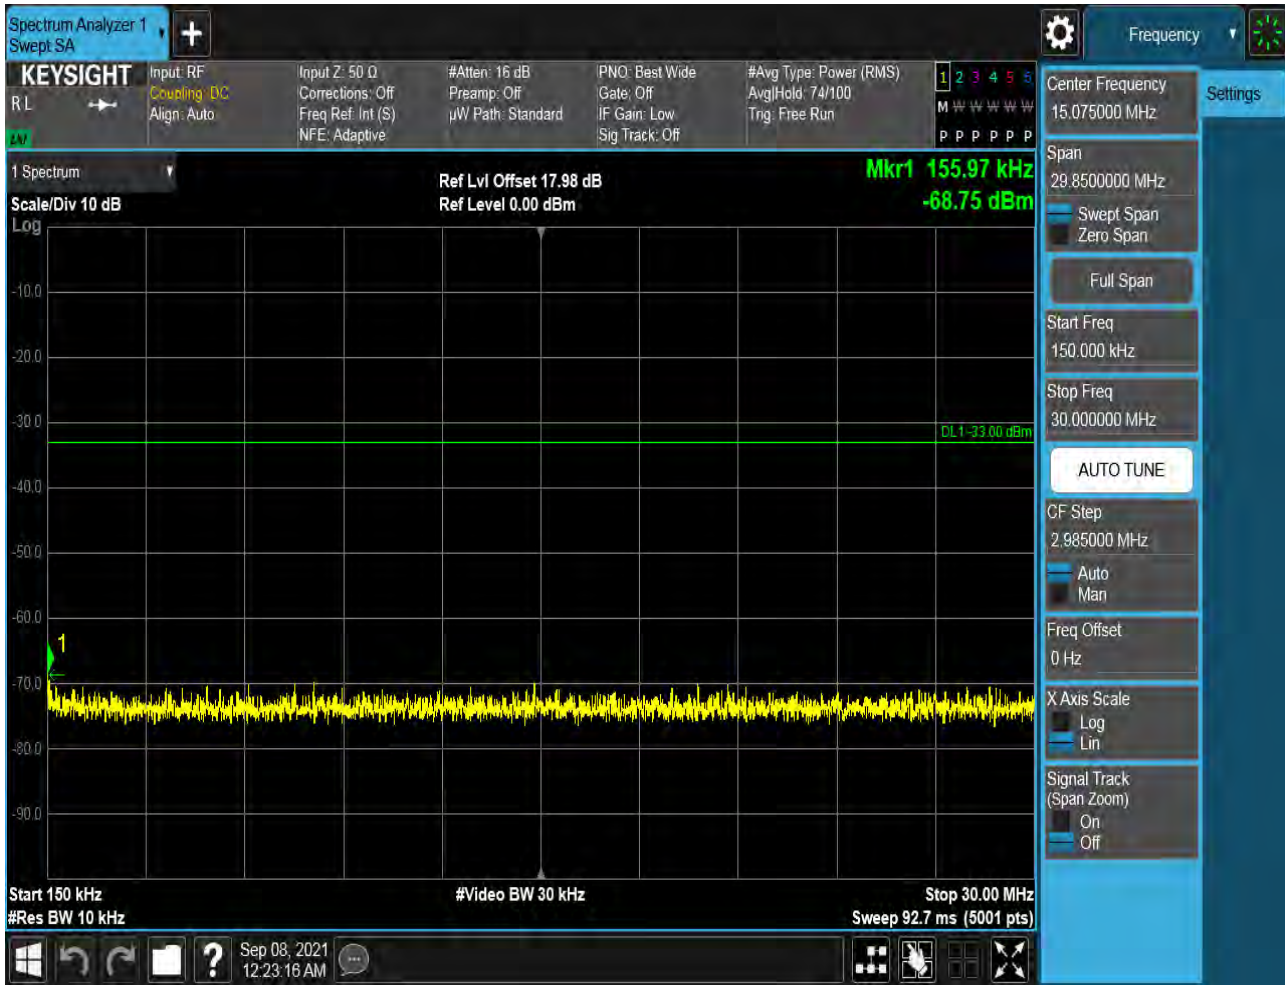 Spectrum Analyzer 1
Swept SA
Frequency
KEYSIGHT
R L
LXI
Input: RF
Coupling: DC
Align: Auto
Input Z: 50 Ω
Corrections: Off
Freq Ref: Int (S)
NFE: Adaptive
#Atten: 16 dB
Preamp: Off
µW Path: Standard
PNO: Best Wide
Gate: Off
IF Gain: Low
Sig Track: Off
#Avg Type: Power (RMS)
Avg|Hold: 74/100
Trig: Free Run
1 2 3 4 5 6
M W W W W W
P P P P P P
1 Spectrum
Scale/Div 10 dB
Log
Ref Lvl Offset 17.98 dB
Ref Level 0.00 dBm
Mkr1 155.97 kHz
-68.75 dBm
-10.0
-20.0
-30.0
DL1 -33.00 dBm
-40.0
-50.0
-60.0
1
-70.0
-80.0
-90.0
Start 150 kHz
#Res BW 10 kHz
#Video BW 30 kHz
Stop 30.00 MHz
Sweep 92.7 ms (5001 pts)
?
Sep 08, 2021
12:23:16 AM
Center Frequency
15.075000 MHz
Settings
Span
29.8500000 MHz
Swept Span
Zero Span
Full Span
Start Freq
150.000 kHz
Stop Freq
30.000000 MHz
AUTO TUNE
CF Step
2.985000 MHz
Auto
Man
Freq Offset
0 Hz
X Axis Scale
Log
Lin
Signal Track
(Span Zoom)
On
Off